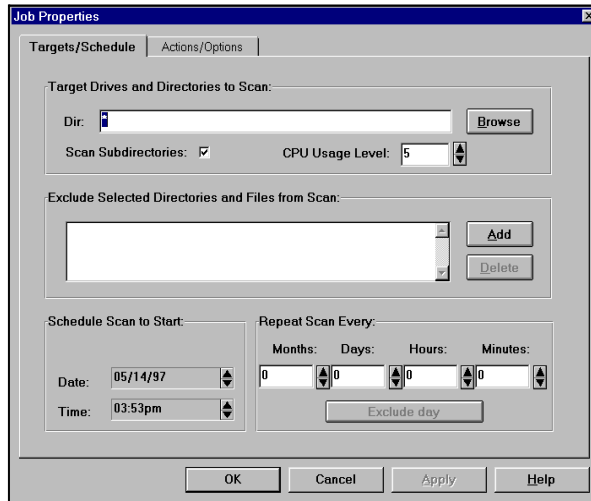 Job Properties
Targets/Schedule Actions/Options
Target Drives and Directories to Scan:
Dir: * Browse
Scan Subdirectories: CPU Usage Level: 5
Exclude Selected Directories and Files from Scan:
Add
Delete
Schedule Scan to Start: Repeat Scan Every:
Months: Days: Hours: Minutes:
Date: 05/14/97 0 0 0 0
Time: 03:53pm Exclude day
OK Cancel Apply Help